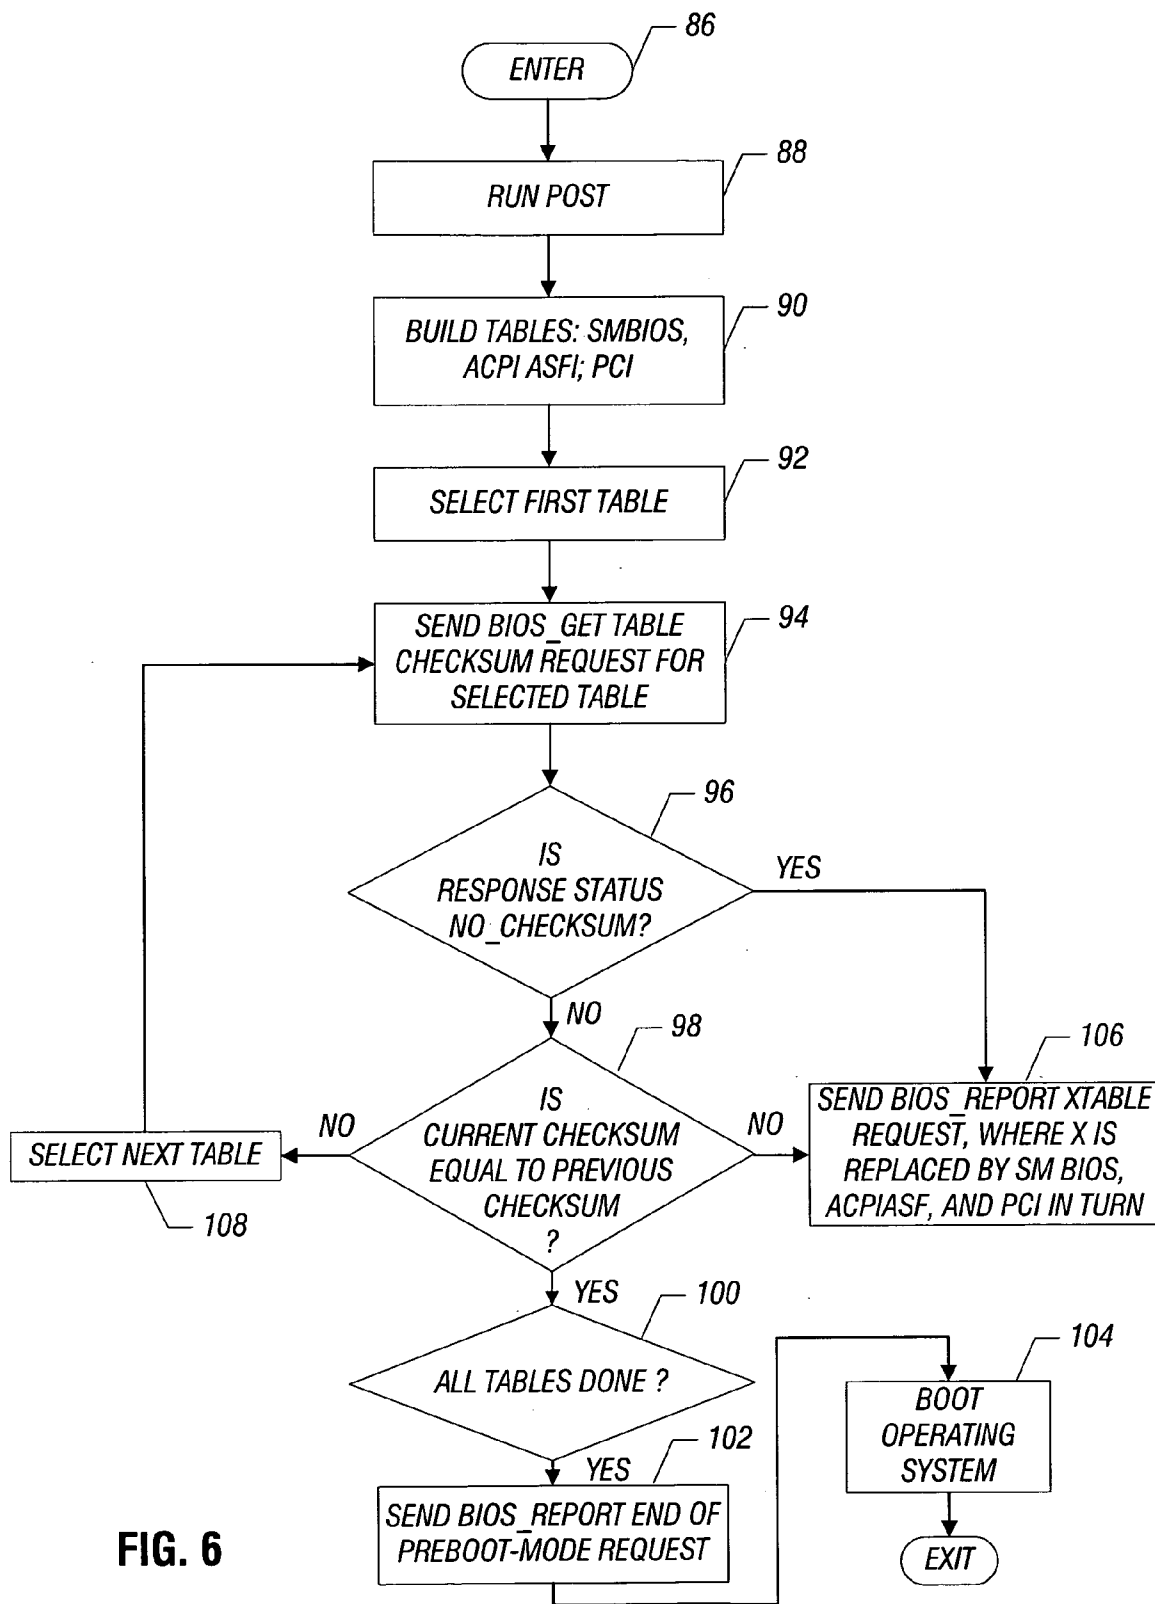 86
ENTER
88
RUN POST
90
BUILD TABLES: SMBIOS,
ACPI ASFI; PCI
92
SELECT FIRST TABLE
94
SEND BIOS_GET TABLE
CHECKSUM REQUEST FOR
SELECTED TABLE
96
IS
RESPONSE STATUS
NO_CHECKSUM?
YES
NO
98
IS
CURRENT CHECKSUM
EQUAL TO PREVIOUS
CHECKSUM
?
NO
NO
106
SEND BIOS_REPORT XTABLE
REQUEST, WHERE X IS
REPLACED BY SM BIOS,
ACPIASF, AND PCI IN TURN
SELECT NEXT TABLE
108
YES
100
ALL TABLES DONE ?
YES
102
SEND BIOS_REPORT END OF
PREBOOT-MODE REQUEST
104
BOOT
OPERATING
SYSTEM
EXIT
FIG. 6